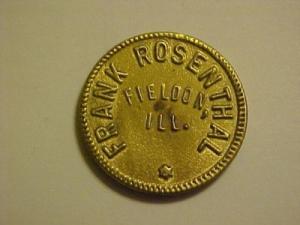 FRANK ROSENTHAL
FIELDON,
ILL.